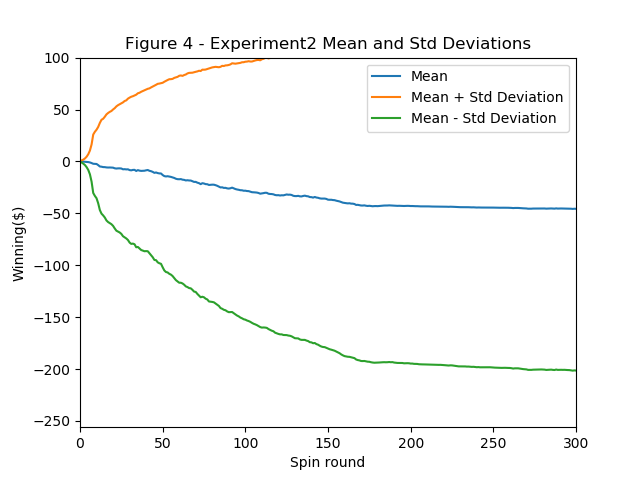 Figure 4 - Experiment2 Mean and Std Deviations
Mean
Mean + Std Deviation
Mean - Std Deviation
100
50
0
−50
−100
−150
−200
−250
Winning($)
0 50 100 150 200 250 300
Spin round